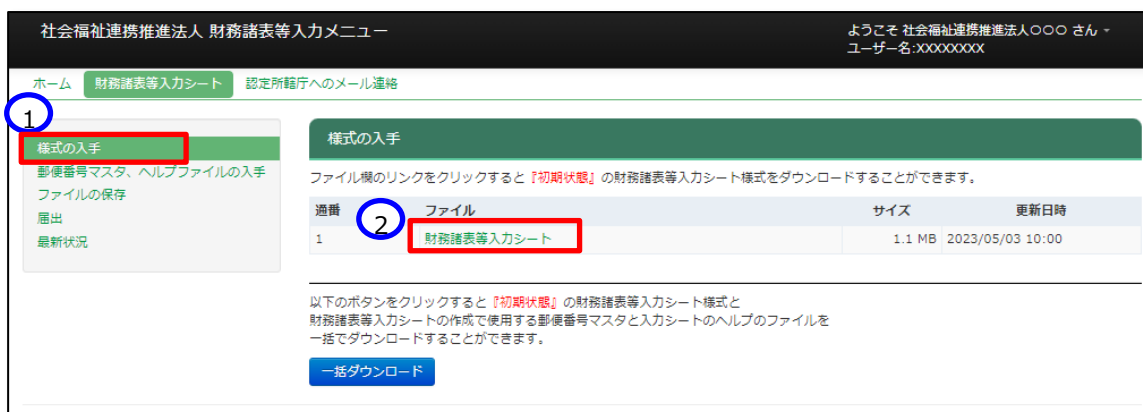 社会福祉連携推進法人 財務諸表等入力メニュー
ようこそ 社会福祉連携推進法人〇〇〇 さん
ユーザー名:XXXXXXXX
ホーム 財務諸表等入力シート 認定所轄庁へのメール連絡
1
様式の入手
郵便番号マスタ、ヘルプファイルの入手
ファイルの保存
届出
最新状況
様式の入手
ファイル欄のリンクをクリックすると『初期状態』の財務諸表等入力シート様式をダウンロードすることができます。
通番 ファイル サイズ 更新日時
2
1 財務諸表等入力シート 1.1 MB 2023/05/03 10:00
以下のボタンをクリックすると『初期状態』の財務諸表等入力シート様式と
財務諸表等入力シートの作成で使用する郵便番号マスタと入力シートのヘルプのファイルを
一括でダウンロードすることができます。
一括ダウンロード